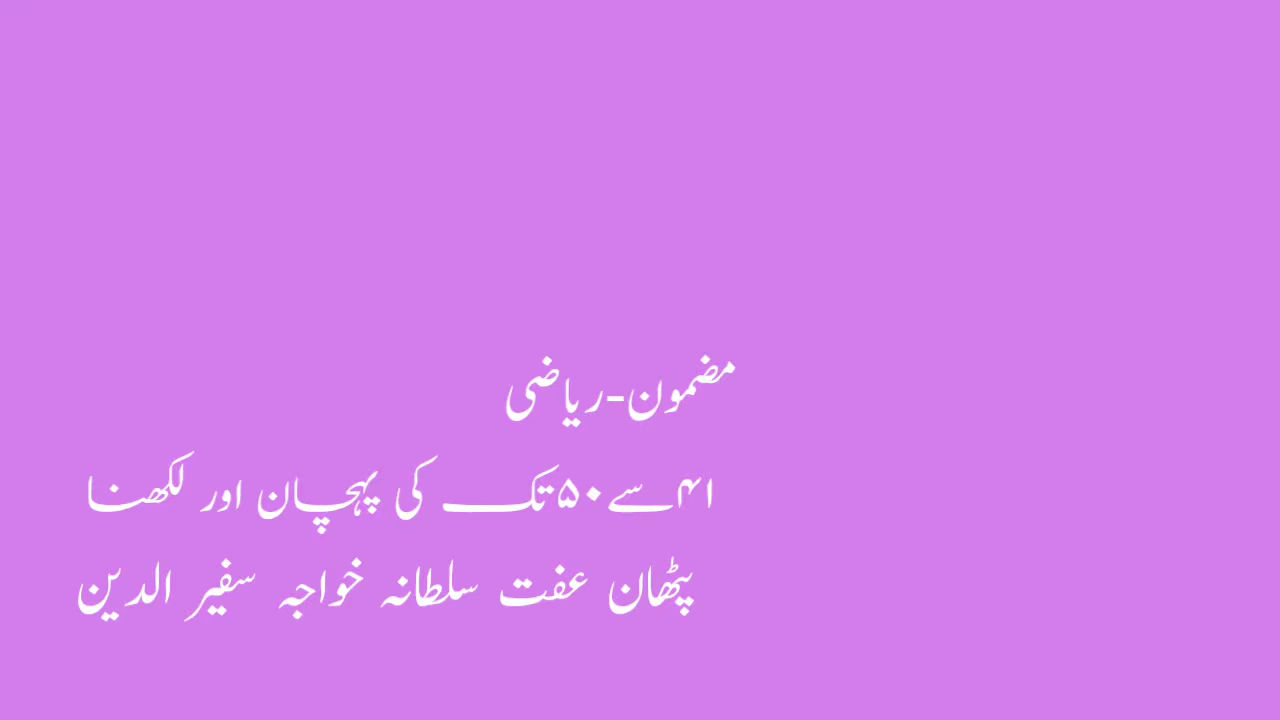 مضمون-ریاضی
۴۱سے۵۰تک کی پہچان اور لکھنا
پٹھان عفت سلطانہ خواجہ سفیر الدین